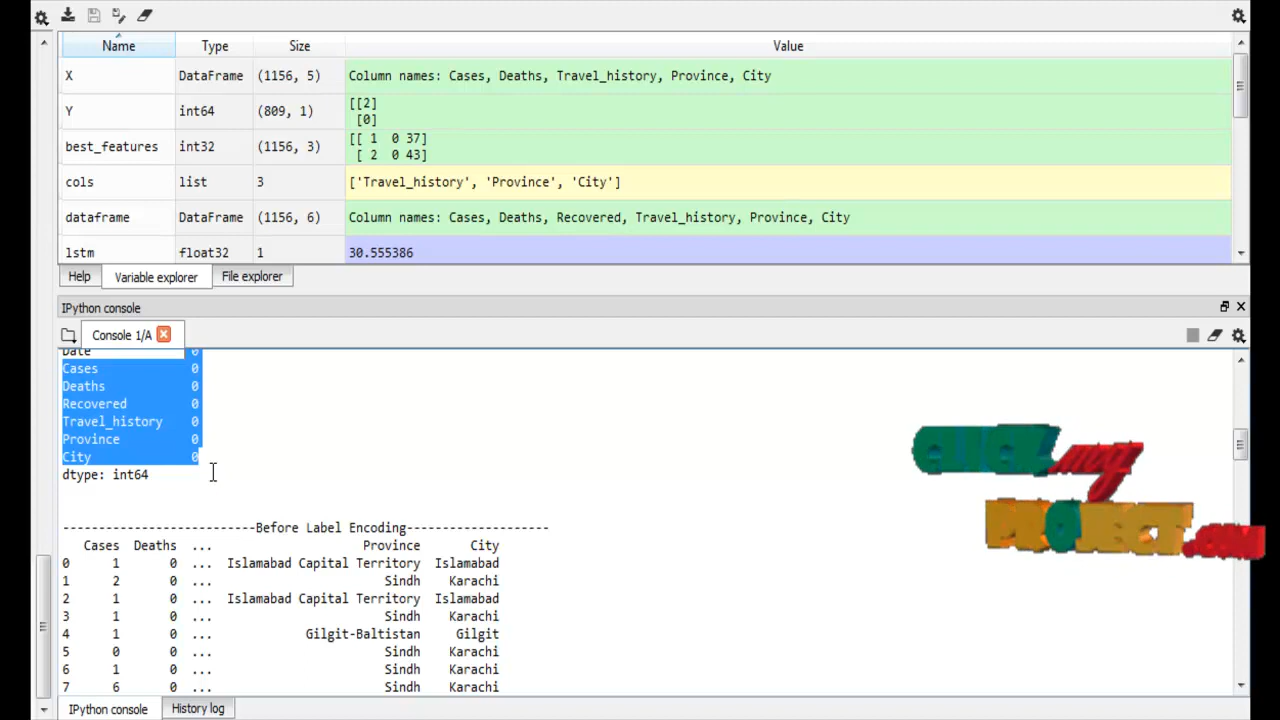 Name Type Size Value
X DataFrame (1156, 5) Column names: Cases, Deaths, Travel_history, Province, City
Y int64 (809, 1) [[2]
[0]
best_features int32 (1156, 3) [[ 1 0 37]
[ 2 0 43]
cols list 3 ['Travel_history', 'Province', 'City']
dataframe DataFrame (1156, 6) Column names: Cases, Deaths, Recovered, Travel_history, Province, City
lstm float32 1 30.555386
Help Variable explorer File explorer
IPython console
Console 1/A
Date 0
Cases 0
Deaths 0
Recovered 0
Travel_history 0
Province 0
City 0
dtype: int64
---------------------------Before Label Encoding--------------------
Cases Deaths ... Province City
0 1 0 ... Islamabad Capital Territory Islamabad
1 2 0 ... Sindh Karachi
2 1 0 ... Islamabad Capital Territory Islamabad
3 1 0 ... Sindh Karachi
4 1 0 ... Gilgit-Baltistan Gilgit
5 0 0 ... Sindh Karachi
6 1 0 ... Sindh Karachi
7 6 0 ... Sindh Karachi
CLICK my
PROJECT.COM
IPython console History log